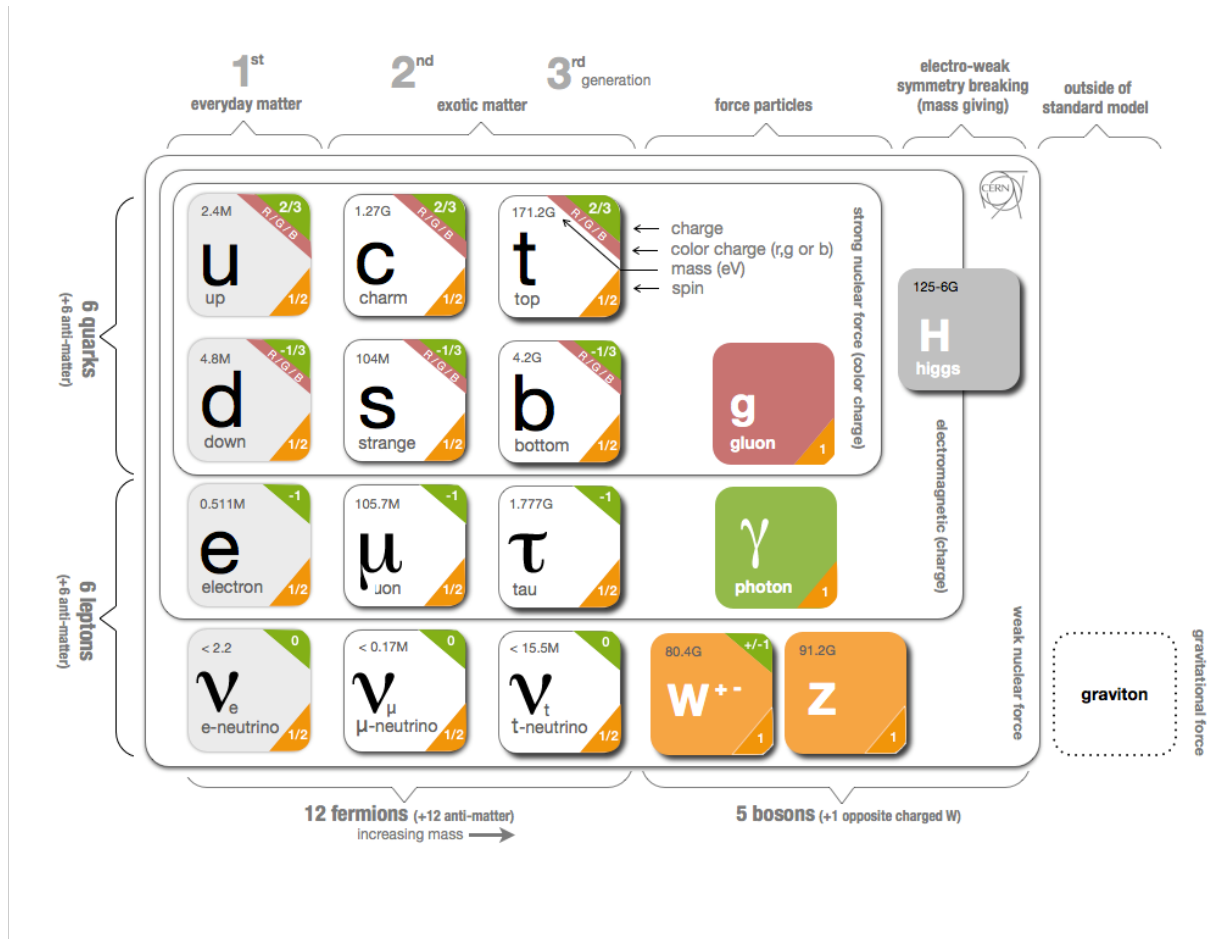 1st
2nd
3rd generation
everyday matter
exotic matter
force particles
electro-weak
symmetry breaking
(mass giving)
outside of
standard model
CERN
6 quarks
(+6 anti-matter)
2.4M
2/3
R/G/B
u
up
1/2
1.27G
2/3
R/G/B
c
charm
1/2
171.2G
2/3
R/G/B
t
top
1/2
charge
color charge (r,g or b)
mass (eV)
spin
strong nuclear force (color charge)
125-6G
H
higgs
4.8M
-1/3
R/G/B
d
down
1/2
104M
-1/3
R/G/B
s
strange
1/2
4.2G
-1/3
R/G/B
b
bottom
1/2
g
gluon
1
electromagnetic (charge)
6 leptons
(+6 anti-matter)
0.511M
-1
e
electron
1/2
105.7M
-1
μ
uon
1/2
1.777G
-1
τ
tau
1/2
γ
photon
1
weak nuclear force
< 2.2
0
νe
e-neutrino
1/2
< 0.17M
0
νμ
μ-neutrino
1/2
< 15.5M
0
νt
t-neutrino
1/2
80.4G
+/-1
W+-
1
91.2G
Z
1
graviton
gravitational force
12 fermions (+12 anti-matter)
increasing mass
5 bosons (+1 opposite charged W)